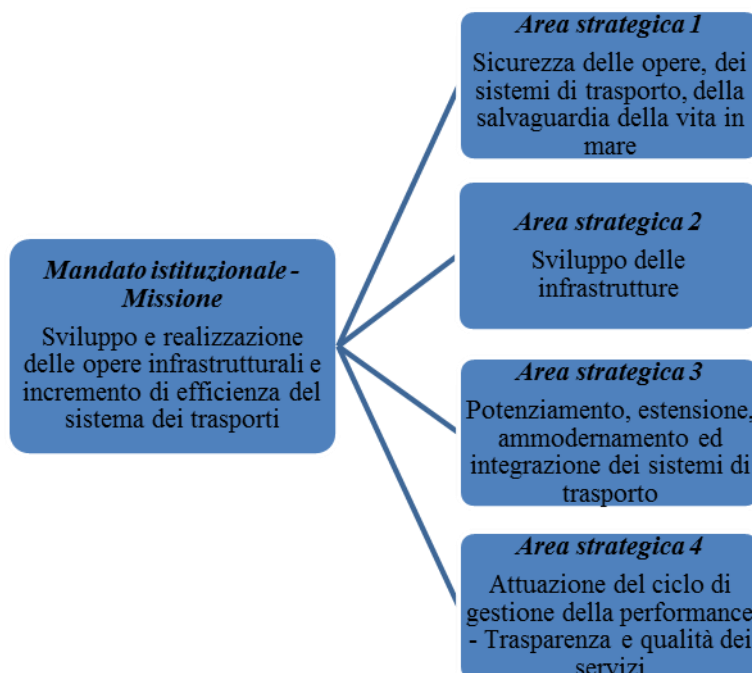 Mandato istituzionale -
Missione
Sviluppo e realizzazione
delle opere infrastrutturali e
incremento di efficienza del
sistema dei trasporti
Area strategica 1
Sicurezza delle opere, dei
sistemi di trasporto, della
salvaguardia della vita in
mare
Area strategica 2
Sviluppo delle
infrastrutture
Area strategica 3
Potenziamento, estensione,
ammodernamento ed
integrazione dei sistemi di
trasporto
Area strategica 4
Attuazione del ciclo di
gestione della performance
- Trasparenza e qualità dei
servizi